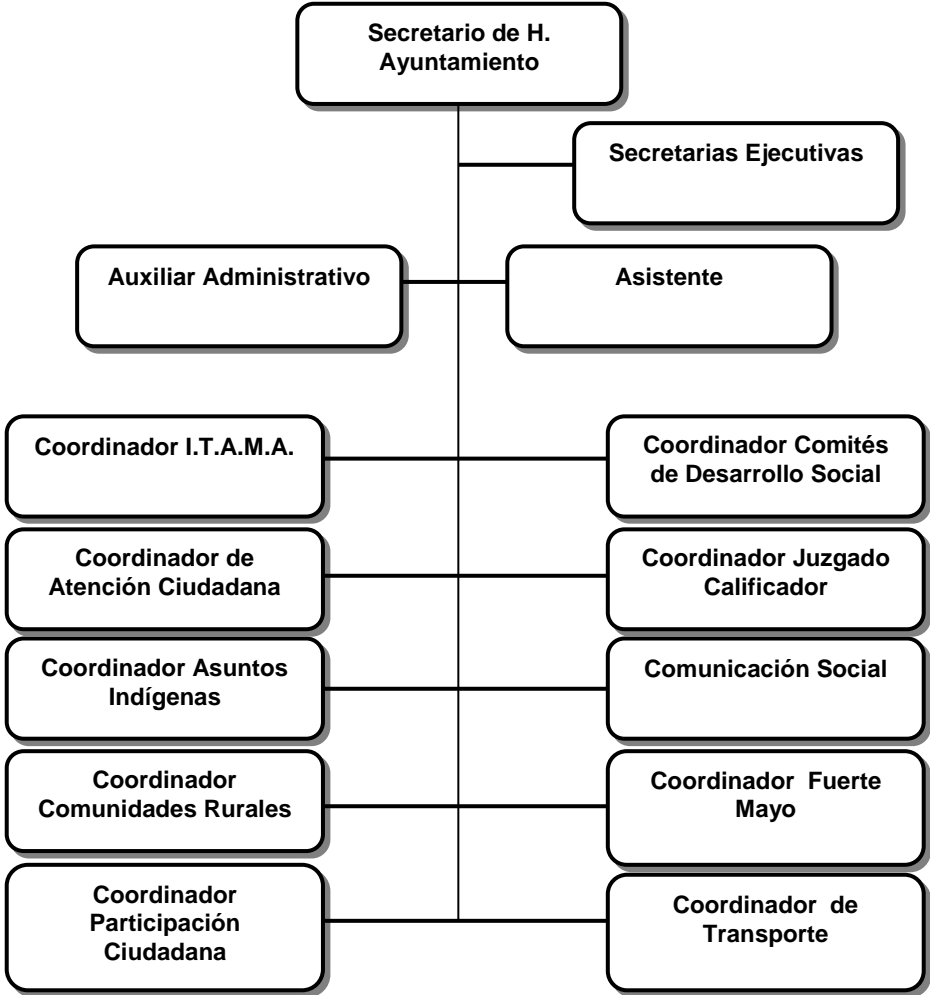 Secretario de H.
Ayuntamiento
Secretarias Ejecutivas
Auxiliar Administrativo
Asistente
Coordinador I.T.A.M.A.
Coordinador Comités
de Desarrollo Social
Coordinador de
Atención Ciudadana
Coordinador Juzgado
Calificador
Coordinador Asuntos
Indígenas
Comunicación Social
Coordinador
Comunidades Rurales
Coordinador  Fuerte
Mayo
Coordinador
Participación
Ciudadana
Coordinador  de
Transporte